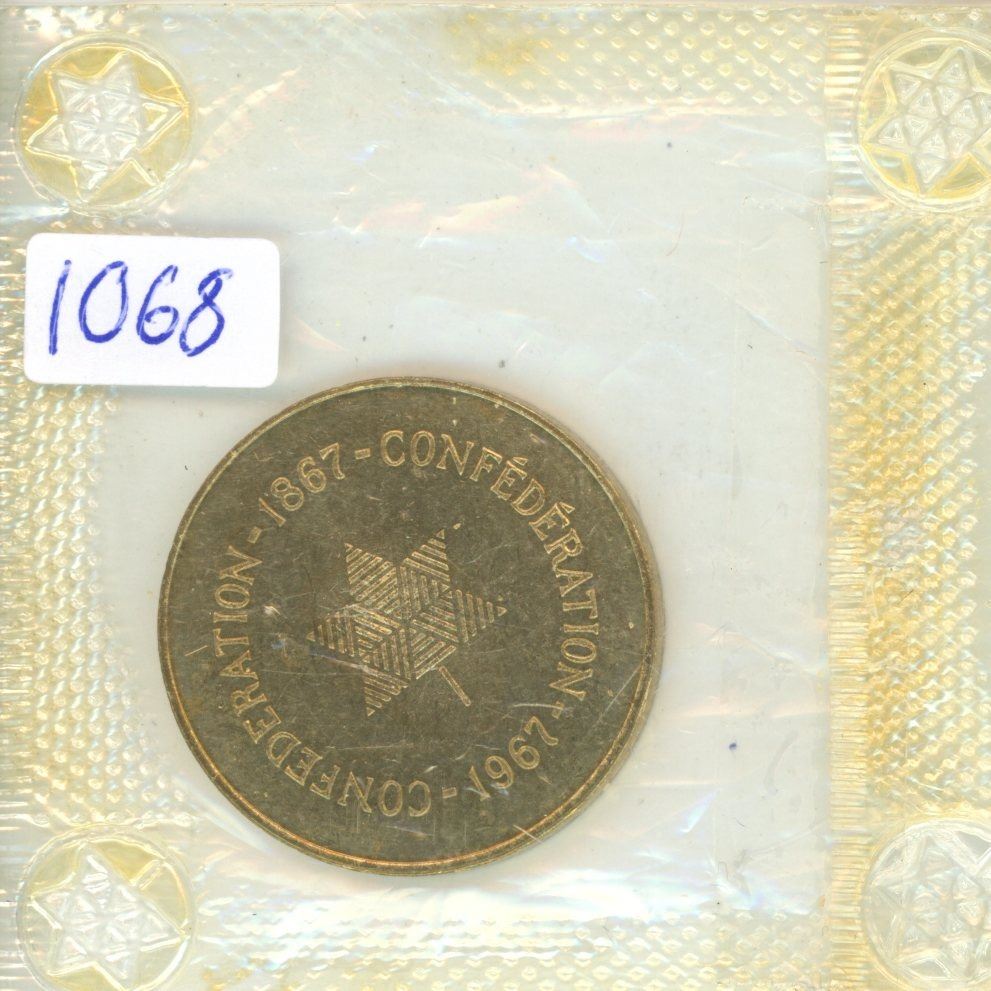 1068
CONFEDERATION - 1867 - CONFÉDÉRATION - 1967 -